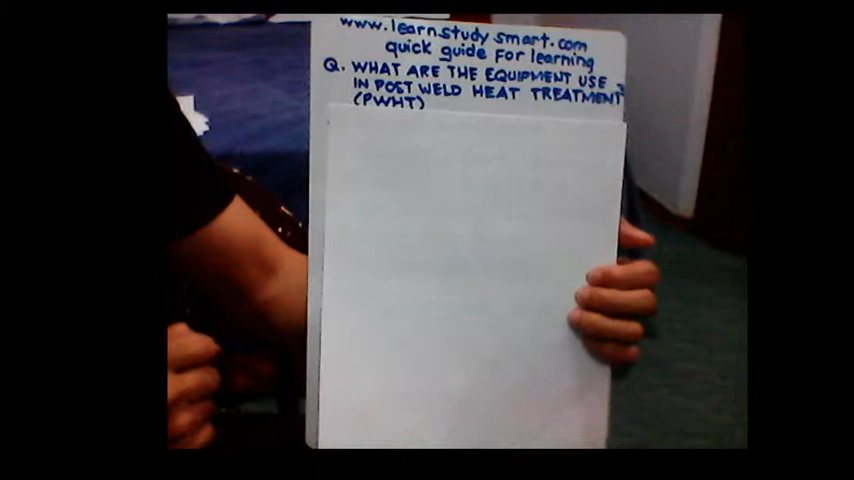 www.learnstudysmart.com
quick guide for learning
Q. WHAT ARE THE EQUIPMENT USE
IN POST WELD HEAT TREATMENT?
(PWHT)